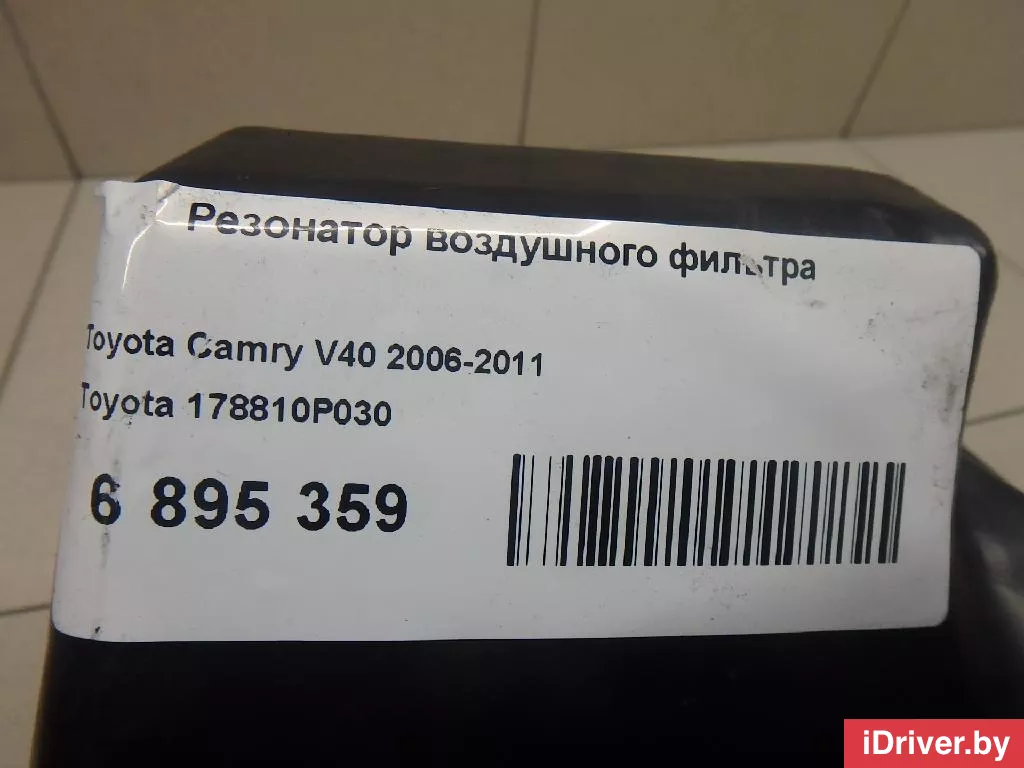 Резонатор воздушного фильтра
Toyota Camry V40 2006-2011
Toyota 178810P030
6 895 359
iDriver.by